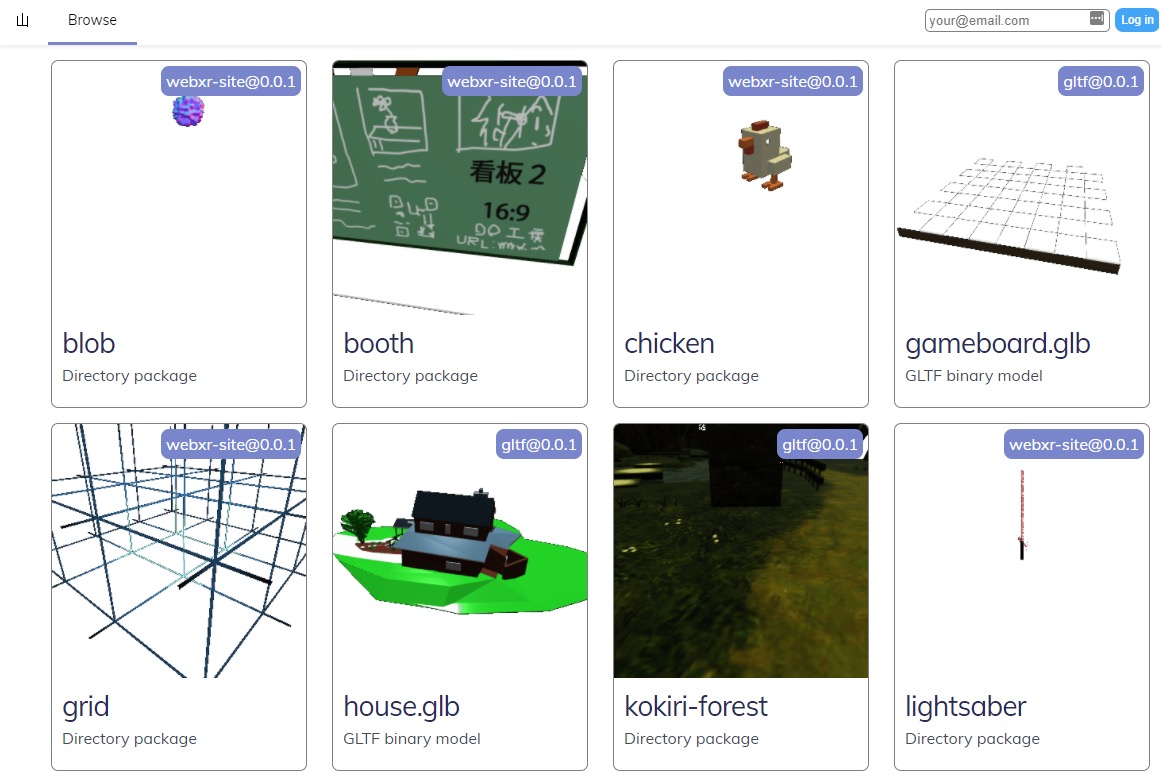 Browse
your@email.com
Log in
webxr-site@0.0.1
blob
Directory package
webxr-site@0.0.1
看板 2
16:9
DO 工房
URL:
booth
Directory package
webxr-site@0.0.1
chicken
Directory package
gltf@0.0.1
gameboard.glb
GLTF binary model
webxr-site@0.0.1
grid
Directory package
gltf@0.0.1
house.glb
GLTF binary model
gltf@0.0.1
kokiri-forest
Directory package
webxr-site@0.0.1
lightsaber
Directory package